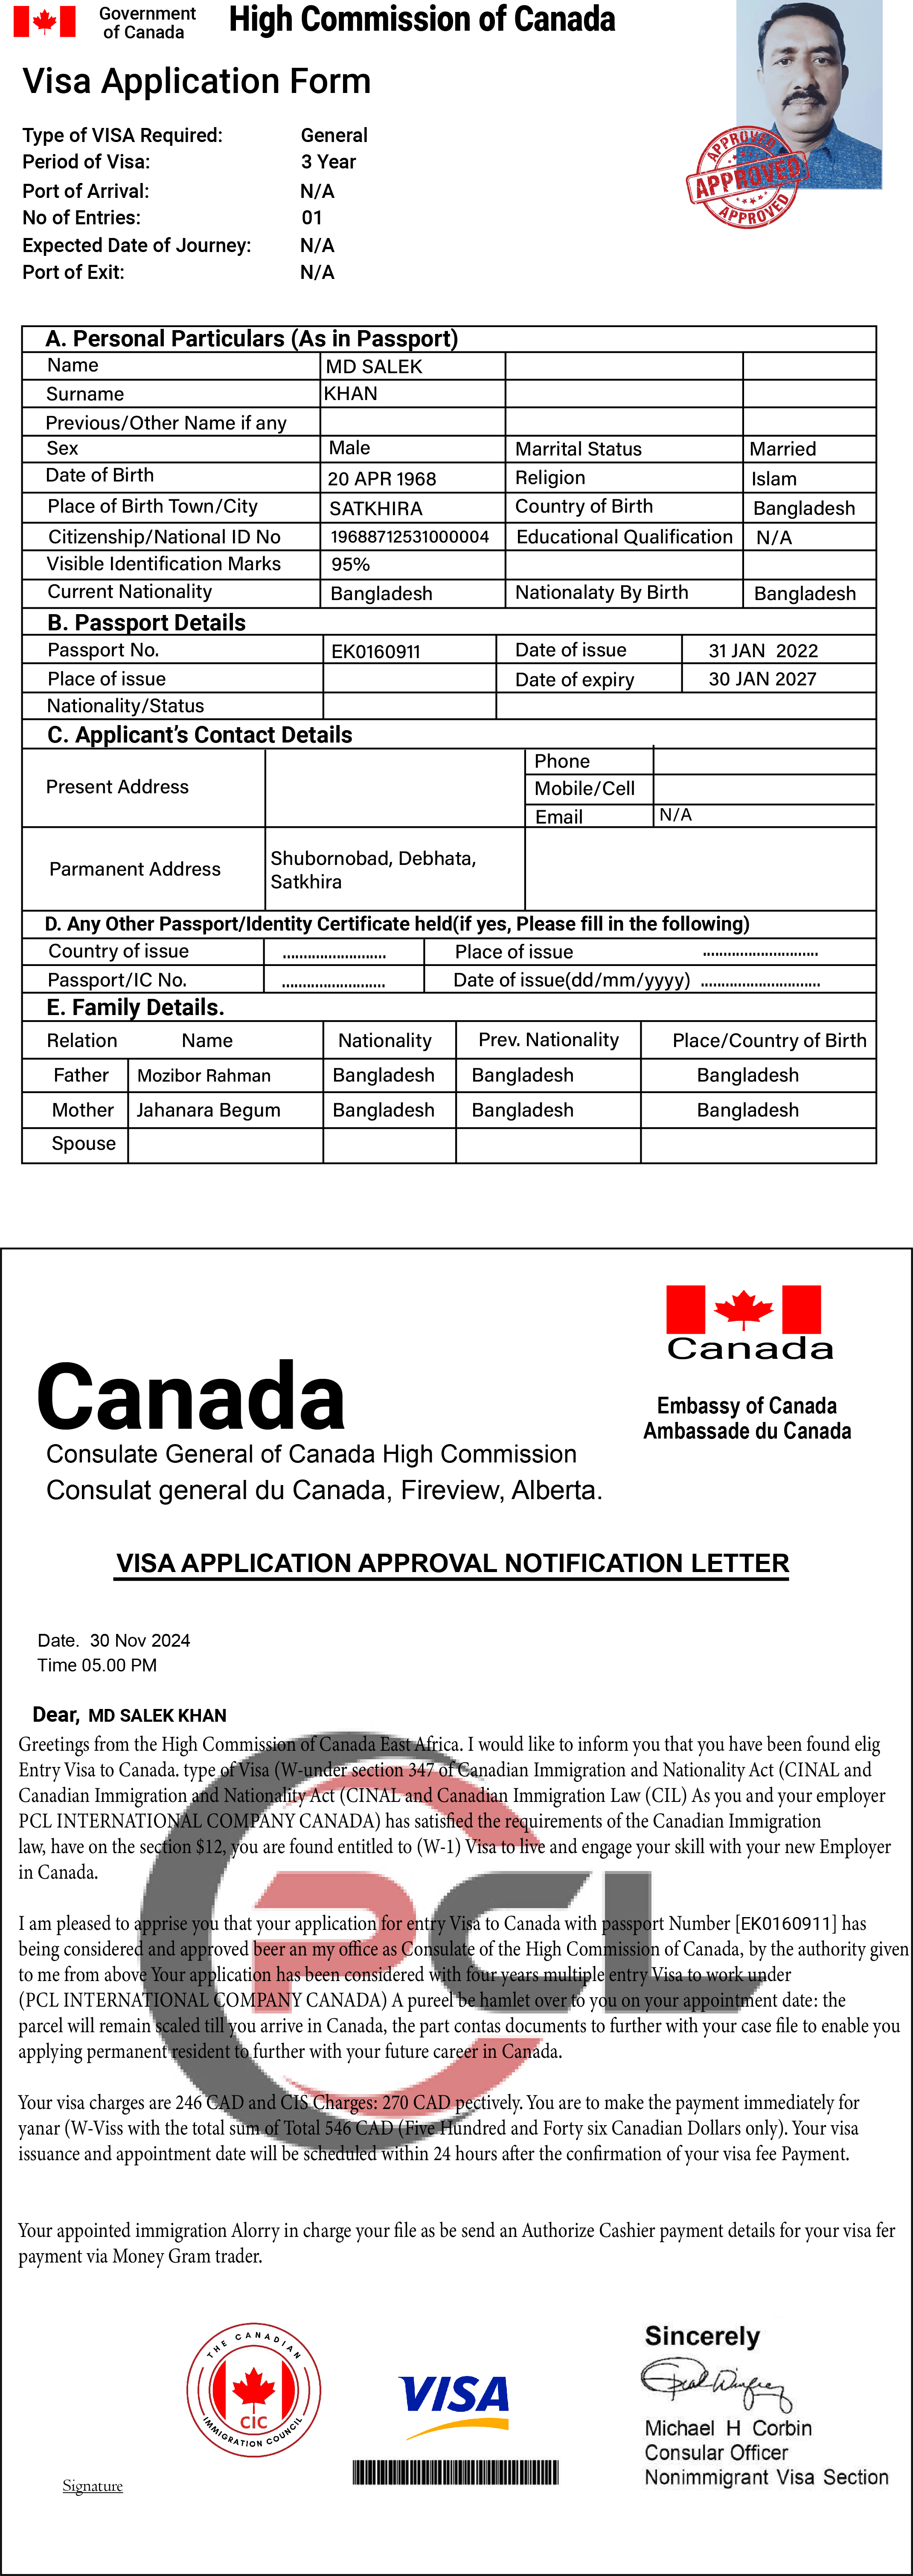 Government
of Canada
High Commission of Canada
Visa Application Form
Type of VISA Required: General
Period of Visa: 3 Year
Port of Arrival: N/A
No of Entries: 01
Expected Date of Journey: N/A
Port of Exit: N/A
APPROVED
APPROVED
APPROVED
A. Personal Particulars (As in Passport)
Name MD SALEK
Surname KHAN
Previous/Other Name if any
Sex Male Marrital Status Married
Date of Birth 20 APR 1968 Religion Islam
Place of Birth Town/City SATKHIRA Country of Birth Bangladesh
Citizenship/National ID No 19688712531000004 Educational Qualification N/A
Visible Identification Marks 95%
Current Nationality Bangladesh Nationalaty By Birth Bangladesh
B. Passport Details
Passport No. EK0160911 Date of issue 31 JAN 2022
Place of issue Date of expiry 30 JAN 2027
Nationality/Status
C. Applicant's Contact Details
Present Address
Phone
Mobile/Cell
Email N/A
Parmanent Address
Shubornobad, Debhata,
Satkhira
D. Any Other Passport/Identity Certificate held(if yes, Please fill in the following)
Country of issue .......................... Place of issue ............................
Passport/IC No. .......................... Date of issue(dd/mm/yyyy) .............................
E. Family Details.
Relation Name Nationality Prev. Nationality Place/Country of Birth
Father Mozibor Rahman Bangladesh Bangladesh Bangladesh
Mother Jahanara Begum Bangladesh Bangladesh Bangladesh
Spouse
Canada
Embassy of Canada
Ambassade du Canada
Canada
Consulate General of Canada High Commission
Consulat general du Canada, Fireview, Alberta.
VISA APPLICATION APPROVAL NOTIFICATION LETTER
Date. 30 Nov 2024
Time 05.00 PM
Dear, MD SALEK KHAN
Greetings from the High Commission of Canada East Africa. I would like to inform you that you have been found elig
Entry Visa to Canada. type of Visa (W-under section 347 of Canadian Immigration and Nationality Act (CINAL and
Canadian Immigration and Nationality Act (CINAL and Canadian Immigration Law (CIL) As you and your employer
PCL INTERNATIONAL COMPANY CANADA) has satisfied the requirements of the Canadian Immigration
law, have on the section $12, you are found entitled to (W-1) Visa to live and engage your skill with your new Employer
in Canada.
I am pleased to apprise you that your application for entry Visa to Canada with passport Number [EK0160911] has
being considered and approved beer an my office as Consulate of the High Commission of Canada, by the authority given
to me from above Your application has been considered with four years multiple entry Visa to work under
(PCL INTERNATIONAL COMPANY CANADA) A pureel be hamlet over to you on your appointment date: the
parcel will remain scaled till you arrive in Canada, the part contas documents to further with your case file to enable you
applying permanent resident to further with your future career in Canada.
Your visa charges are 246 CAD and CIS Charges: 270 CAD pectively. You are to make the payment immediately for
yanar (W-Viss with the total sum of Total 546 CAD (Five Hundred and Forty six Canadian Dollars only). Your visa
issuance and appointment date will be scheduled within 24 hours after the confirmation of your visa fee Payment.
Your appointed immigration Alorry in charge your file as be send an Authorize Cashier payment details for your visa fer
payment via Money Gram trader.
PCL
THE CANADIAN
CIC
IMMIGRATION COUNCIL
VISA
Sincerely
Michael H Corbin
Consular Officer
Nonimmigrant Visa Section
Signature